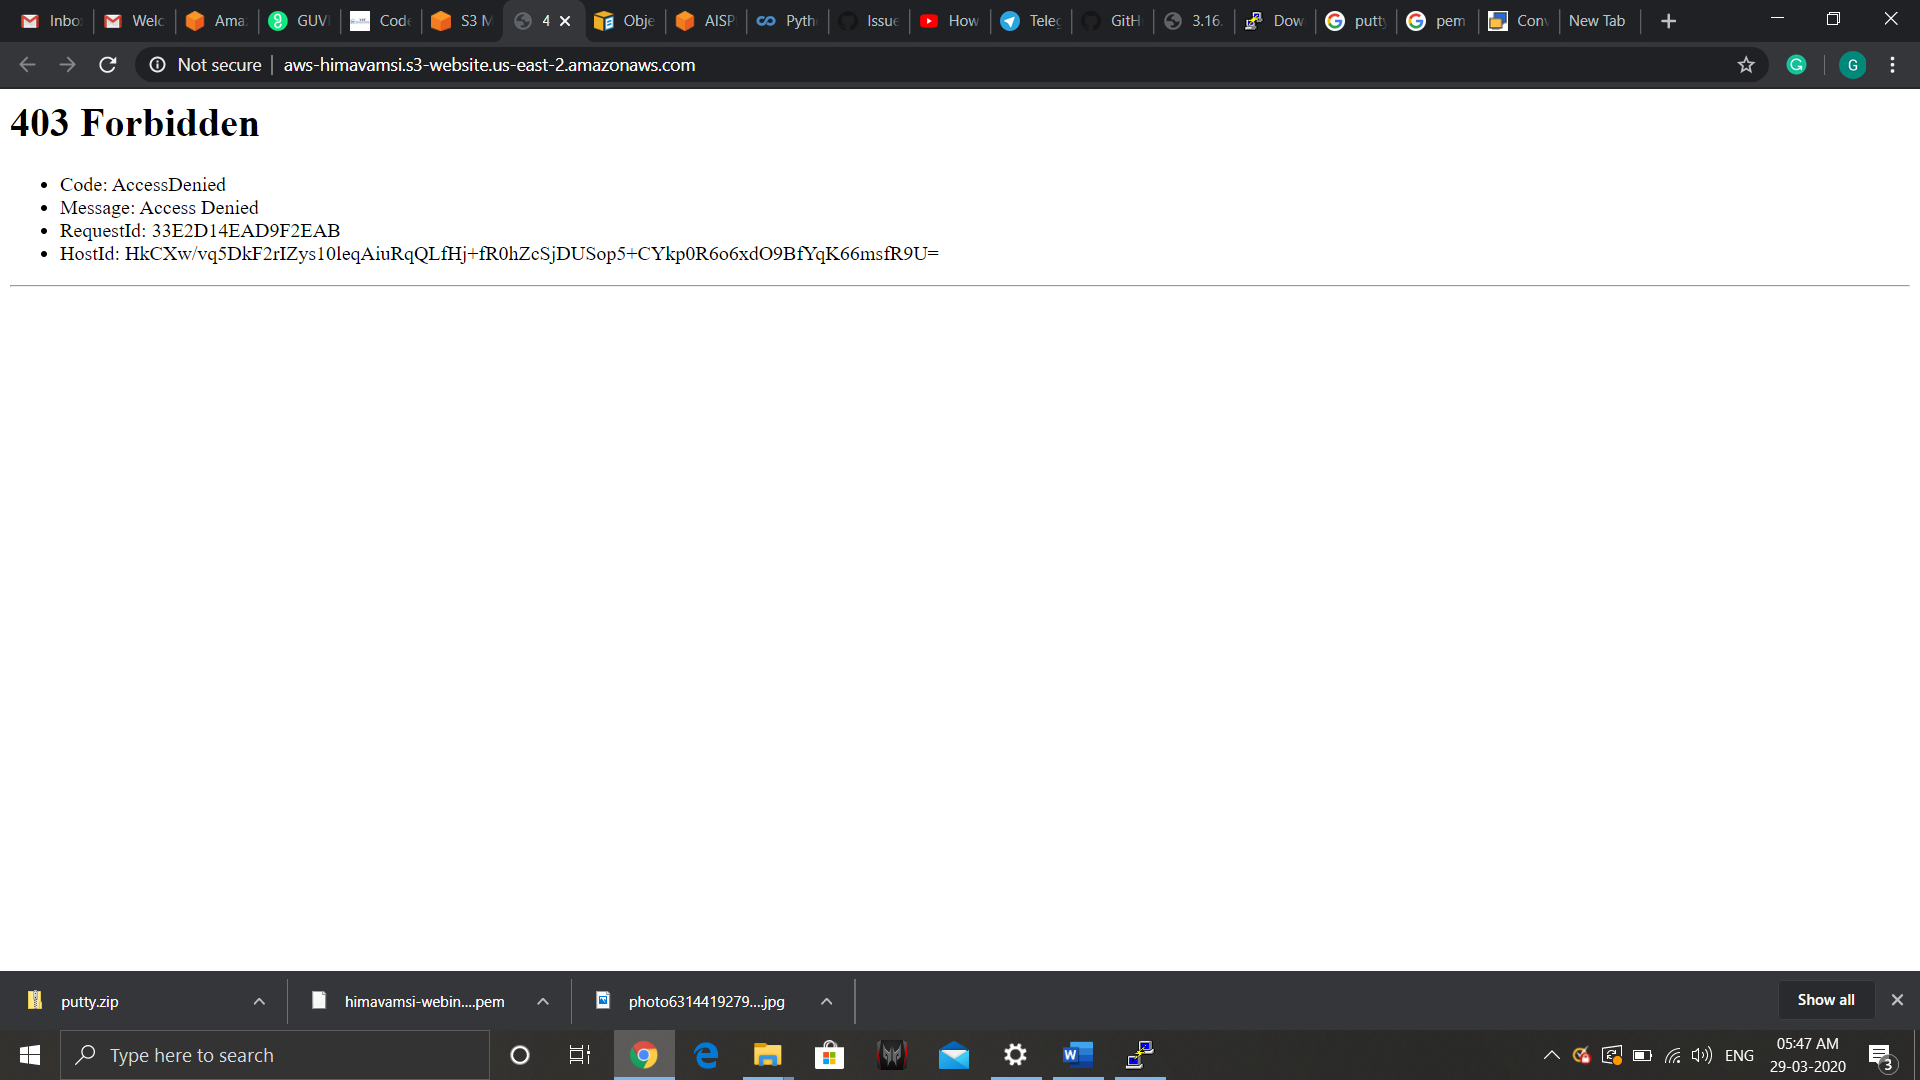 Inbo
Welc
Ama
GUVI
Code
S3 M
4
Obje
AISP
Pyth
Issue
How
Teleg
GitH
3.16.
Dow
putty
pem
Conv
New Tab
Not secure
aws-himavamsi.s3-website.us-east-2.amazonaws.com
G
403 Forbidden
• Code: AccessDenied
• Message: Access Denied
• RequestId: 33E2D14EAD9F2EAB
• HostId: HkCXw/vq5DkF2rIZys10leqAiuRqQLfHj+fR0hZcSjDUSop5+CYkp0R6o6xdO9BfYqK66msfR9U=
putty.zip
himavamsi-webin....pem
photo6314419279....jpg
Show all
Type here to search
ENG
05:47 AM
29-03-2020
3